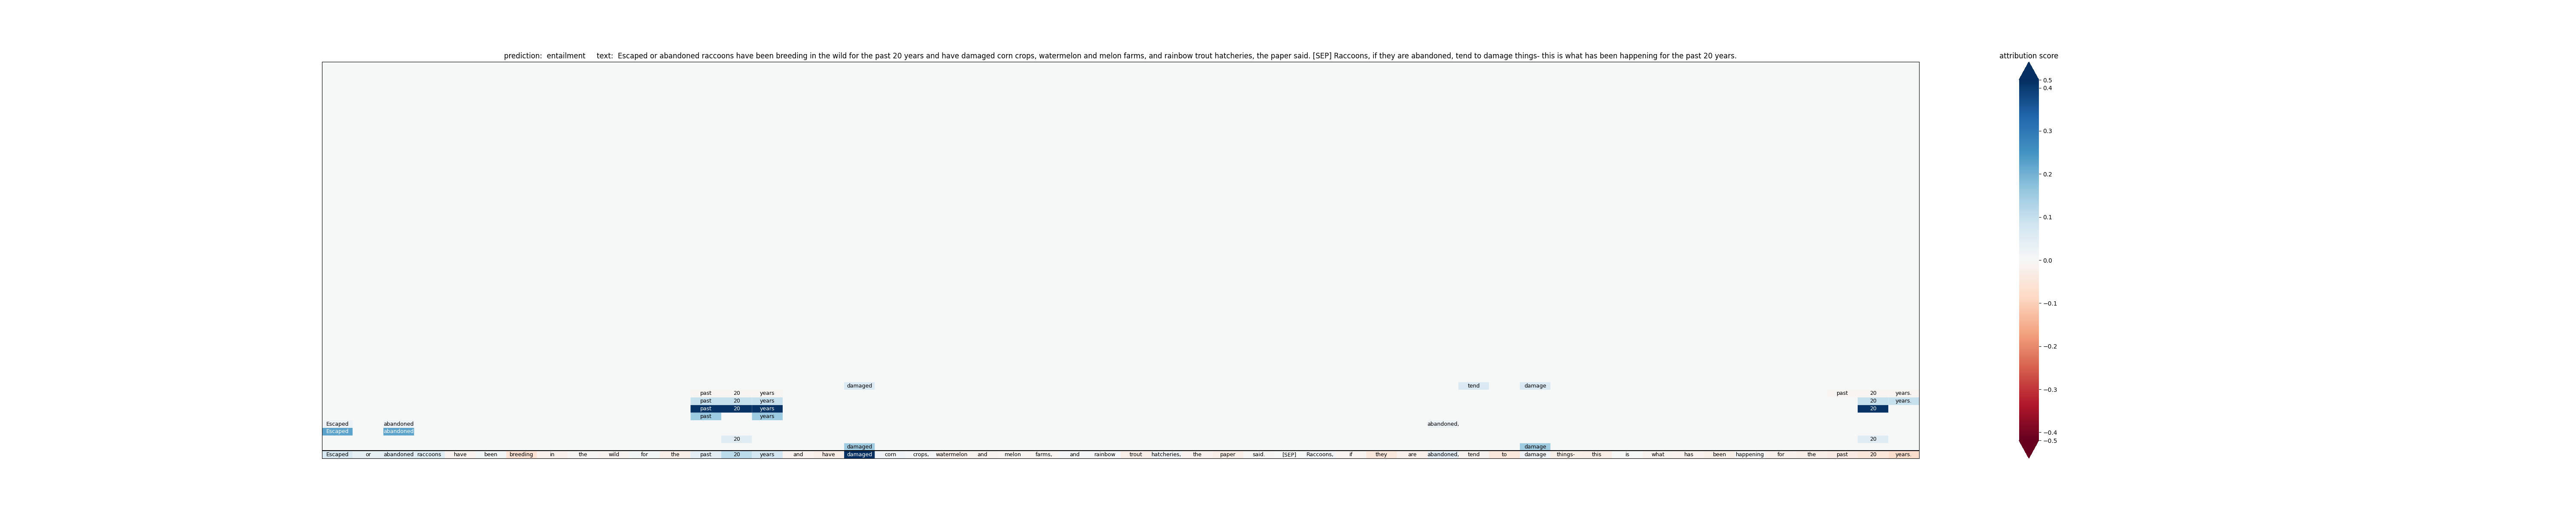 prediction:  entailment     text:  Escaped or abandoned raccoons have been breeding in the wild for the past 20 years and have damaged corn crops, watermelon and melon farms, and rainbow trout hatcheries, the paper said. [SEP] Raccoons, if they are abandoned, tend to damage things- this is what has been happening for the past 20 years.
attribution score
0.5
0.4
0.3
0.2
0.1
0.0
−0.1
−0.2
−0.3
−0.4
−0.5
damaged tend damage
past 20 years past 20 years.
past 20 years 20 years.
past 20 years 20
past years
Escaped abandoned abandoned,
Escaped abandoned
20 20
damaged damage
Escaped or abandoned raccoons have been breeding in the wild for the past 20 years and have damaged corn crops, watermelon and melon farms, and rainbow trout hatcheries, the paper said. [SEP] Raccoons, if they are abandoned, tend to damage things- this is what has been happening for the past 20 years.